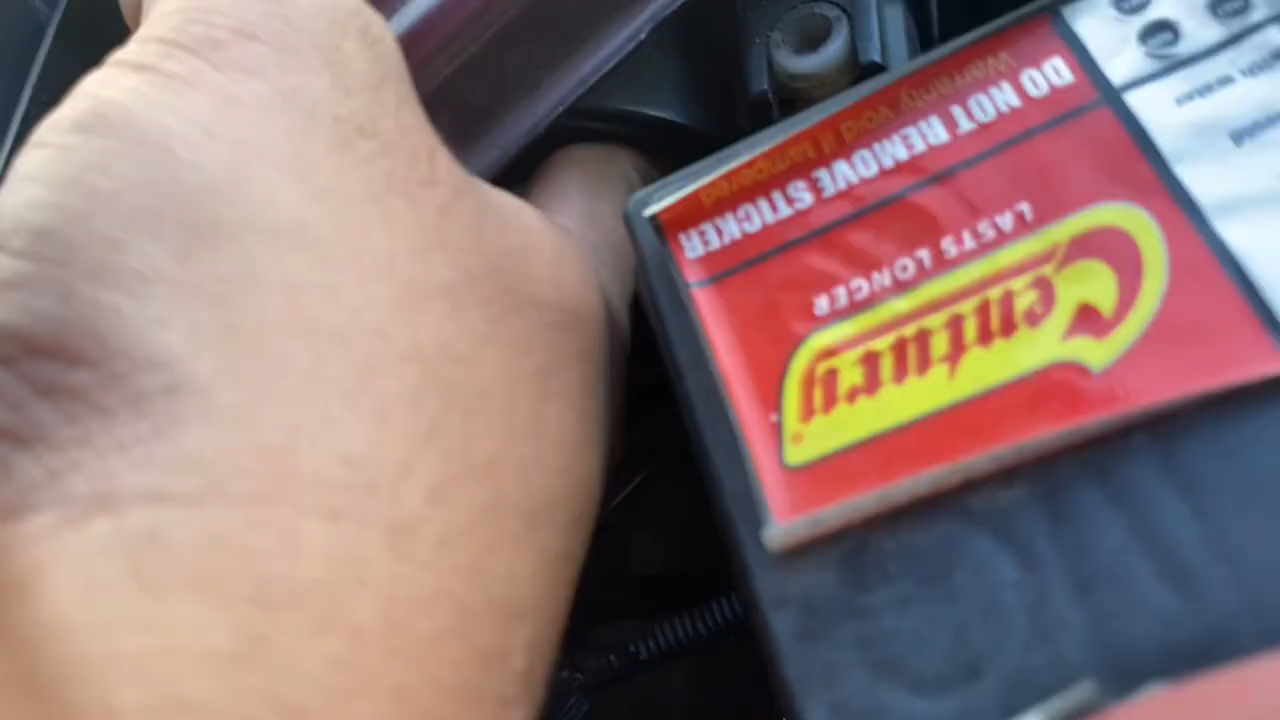 Century
LASTS LONGER
DO NOT REMOVE STICKER
Warranty void if tampered